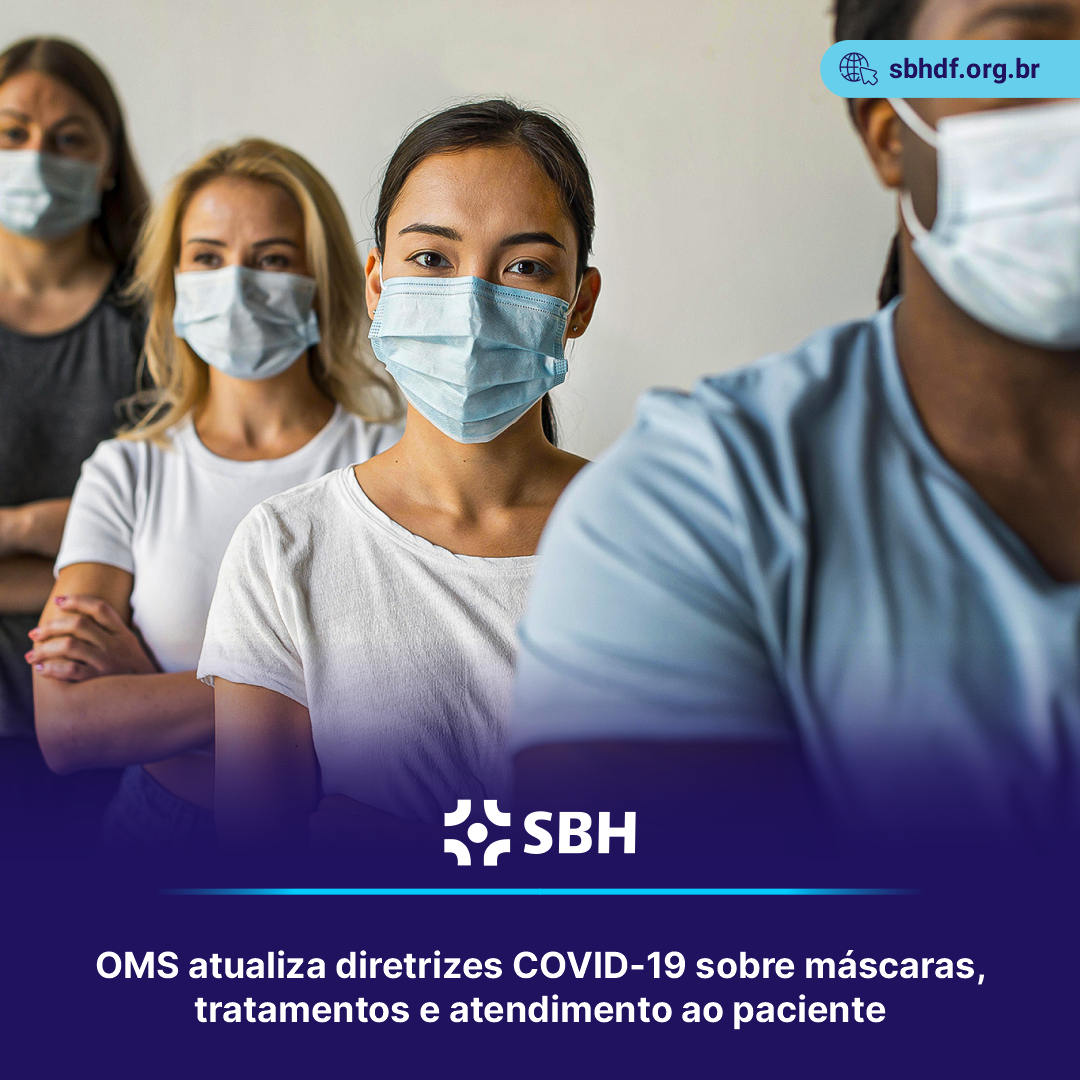 sbhdf.org.br
SBH
OMS atualiza diretrizes COVID-19 sobre máscaras,
tratamentos e atendimento ao paciente